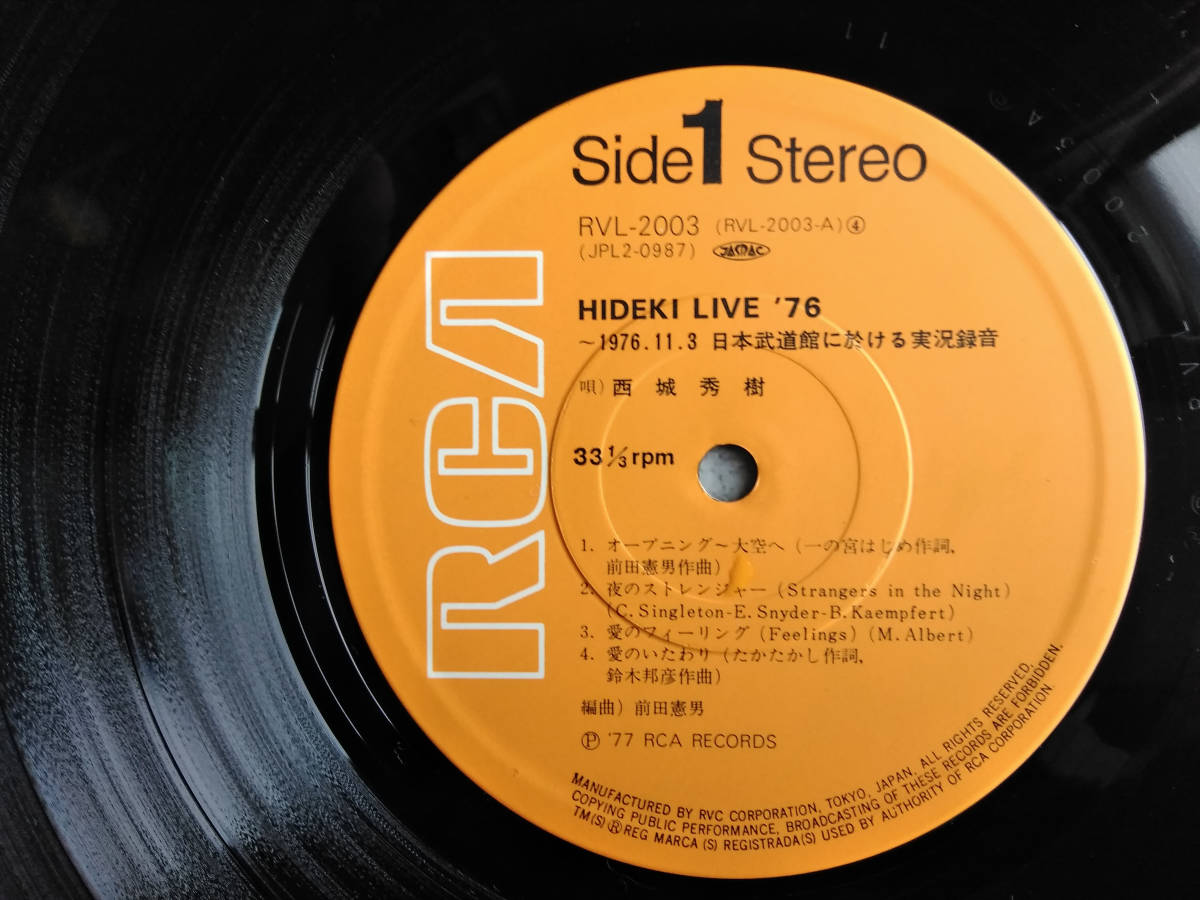 Side 1 Stereo
RVL-2003 (RVL-2003-A)④
(JPL2-0987) JASRAC
HIDEKI LIVE '76
～1976.11.3 日本武道館に於ける実況録音
唄) 西城秀樹
33 1/3 rpm
1. オープニング～大空へ (一の宮はじめ作詞,
前田憲男作曲)
2. 夜のストレンジャー (Strangers in the Night)
(C. Singleton-E. Snyder-B. Kaempfert)
3. 愛のフィーリング (Feelings) (M. Albert)
4. 愛のいたわり (たかたかし作詞,
鈴木邦彦作曲)
編曲) 前田憲男
Ⓟ '77 RCA RECORDS
MANUFACTURED BY RVC CORPORATION, TOKYO, JAPAN, ALL RIGHTS RESERVED.
COPYING PUBLIC PERFORMANCE, BROADCASTING OF THESE RECORDS ARE FORBIDDEN.
TM(S) ® REG MARCA (S) REGISTRADA(S) USED BY AUTHORITY OF RCA CORPORATION.
RCA